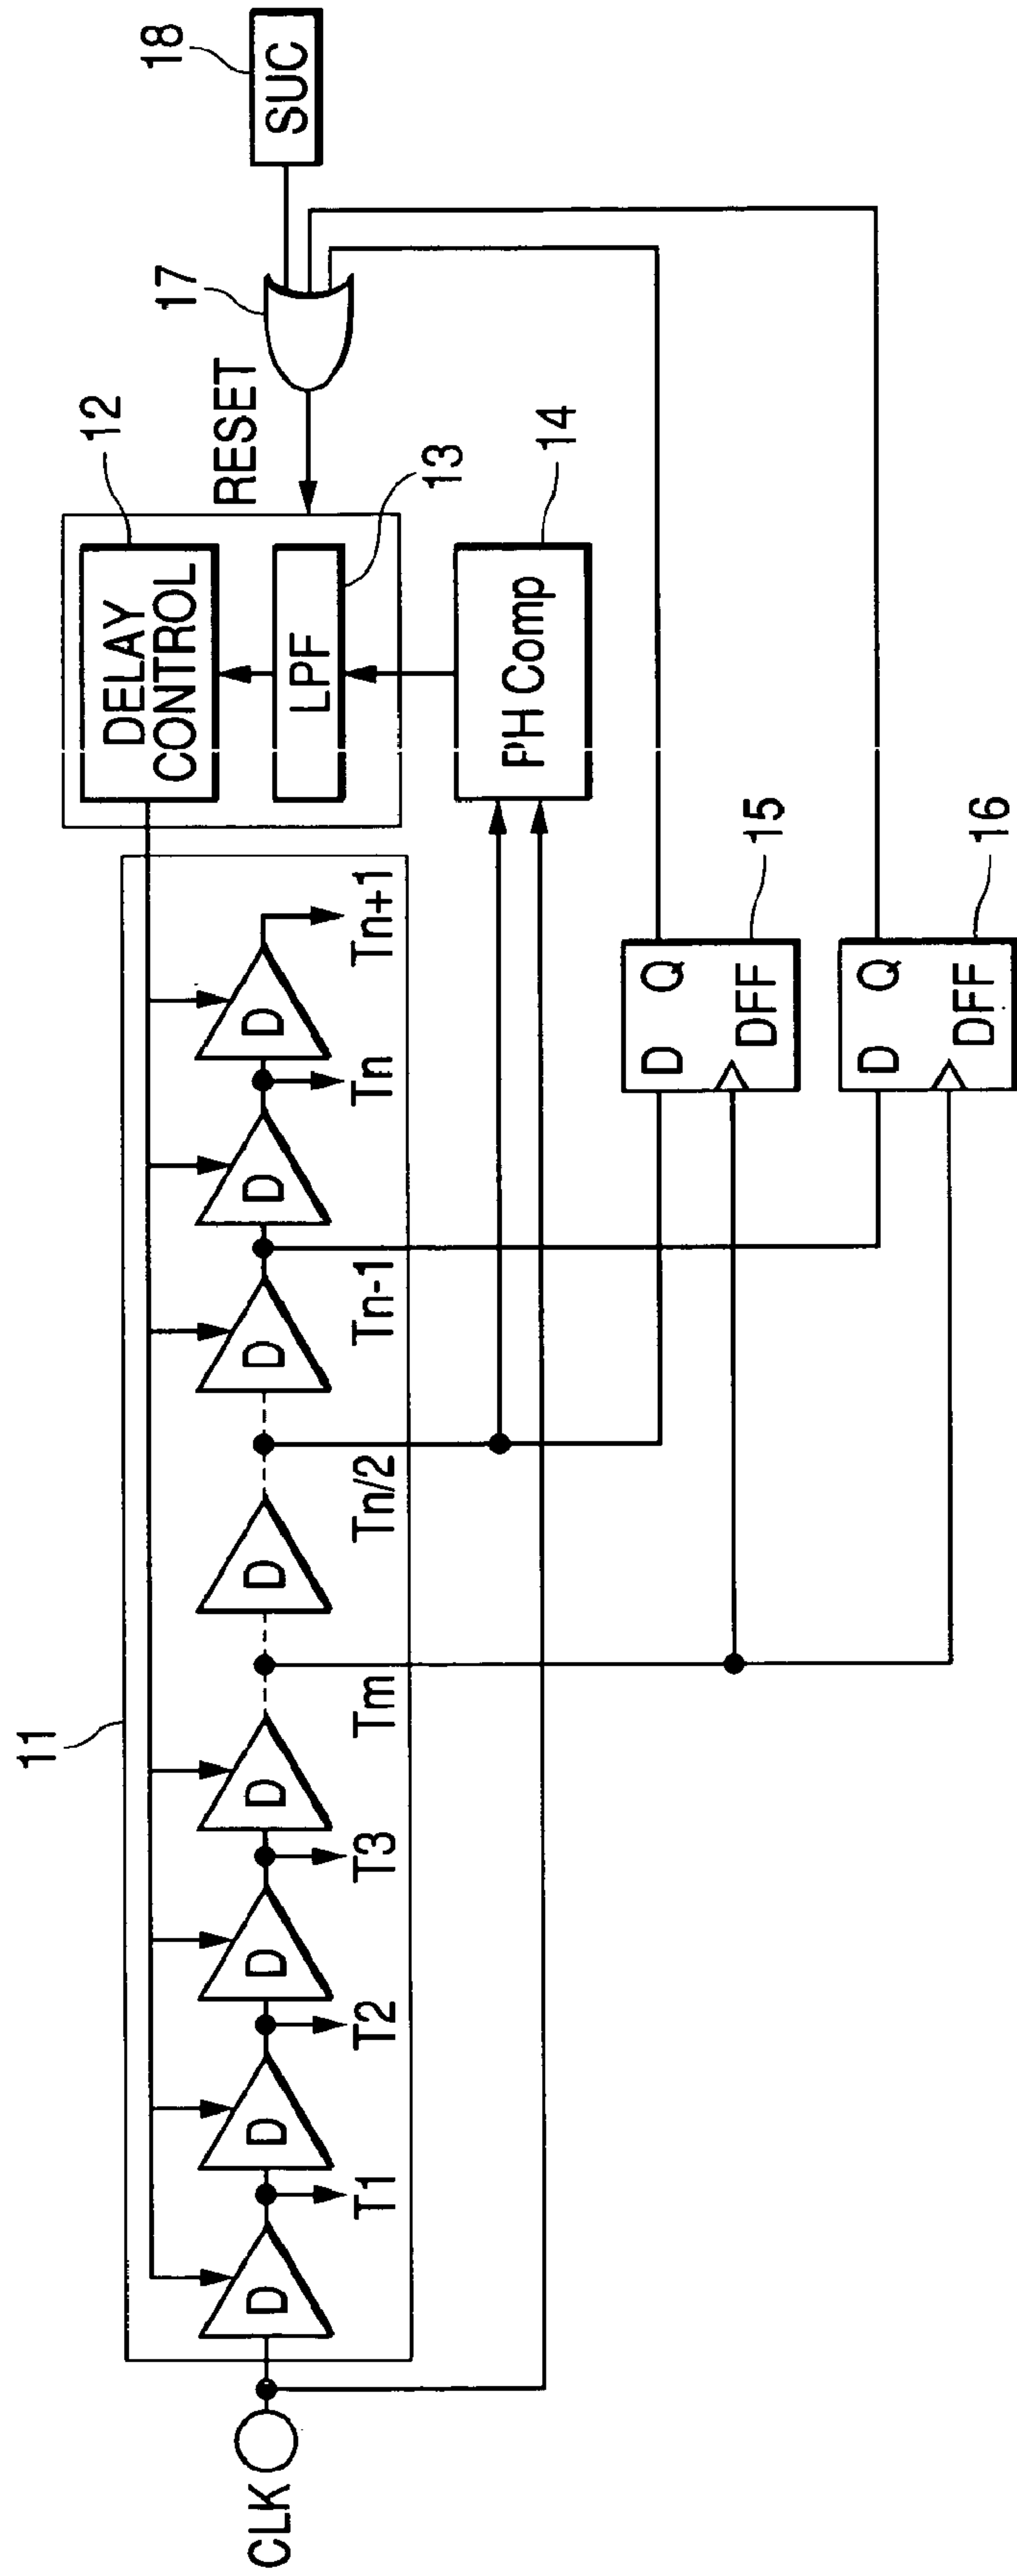 11
12
DELAY
CONTROL
RESET
17
18
SUC
CLK
D
D
D
D
D
D
D
D
T1
T2
T3
Tm
Tn/2
Tn-1
Tn
Tn+1
LPF
13
PH Comp
14
D Q
DFF
15
D Q
DFF
16